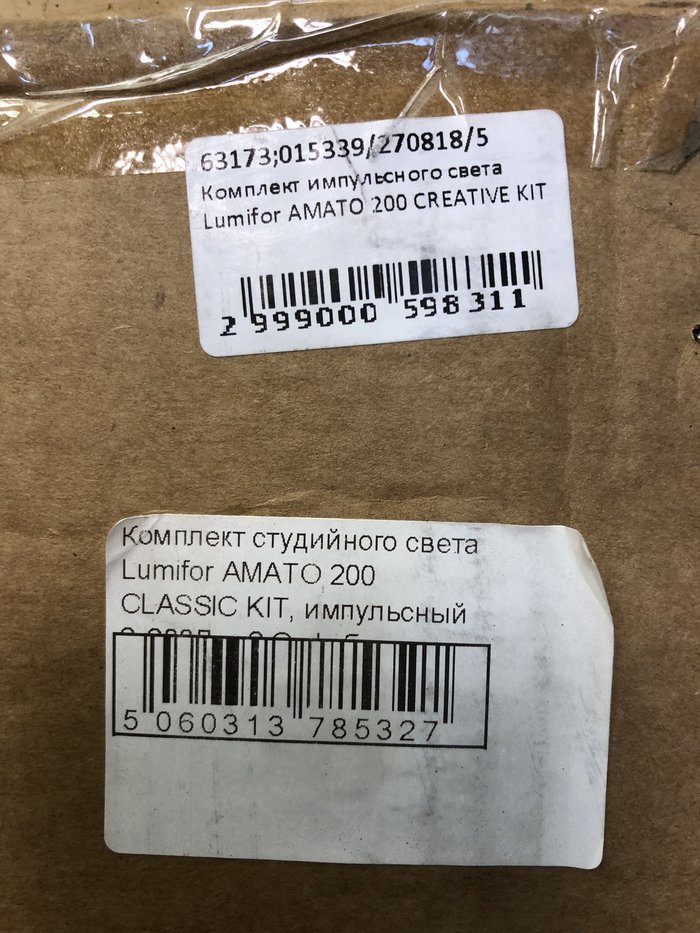 63173;015339/270818/5
Комплект импульсного света
Lumifor AMATO 200 CREATIVE KIT
2 999000 598311
Комплект студийного света
Lumifor AMATO 200
CLASSIC KIT, импульсный
5 060313 785327